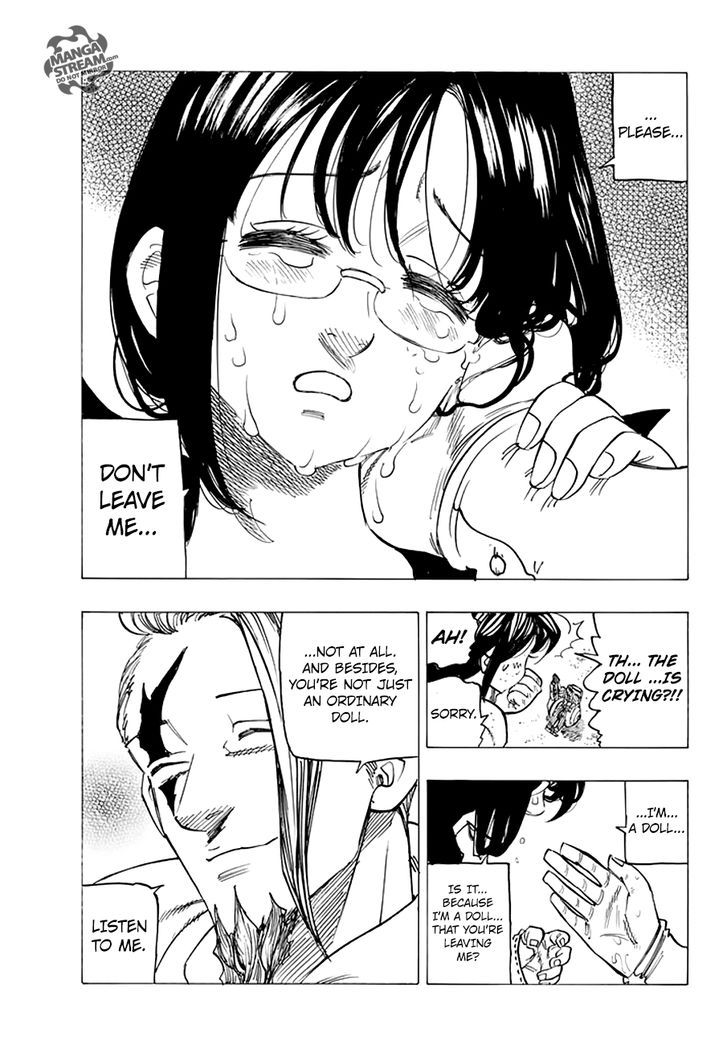 MANGA
STREAM.com
DO NOT MIRROR
...
PLEASE...
DON'T
LEAVE
ME...
TH... THE
DOLL ...IS
CRYING?!!
AH!
SORRY.
...NOT AT ALL.
AND BESIDES,
YOU'RE NOT JUST
AN ORDINARY
DOLL.
LISTEN
TO ME.
...I'M...
A DOLL...
IS IT...
BECAUSE
I'M A DOLL...
THAT YOU'RE
LEAVING
ME?